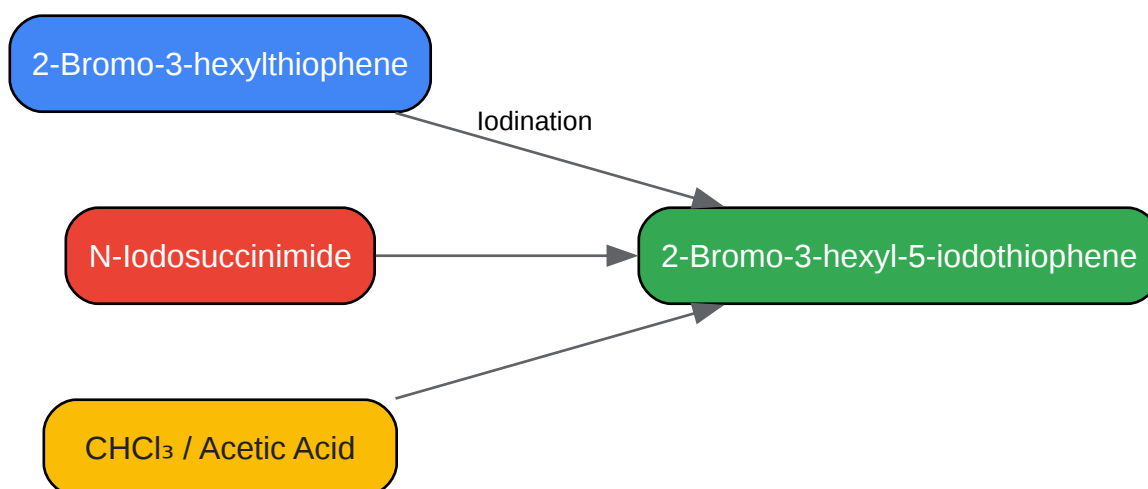 2-Bromo-3-hexylthiophene
Iodination
N-Iodosuccinimide
2-Bromo-3-hexyl-5-iodothiophene
CHCl₃ / Acetic Acid